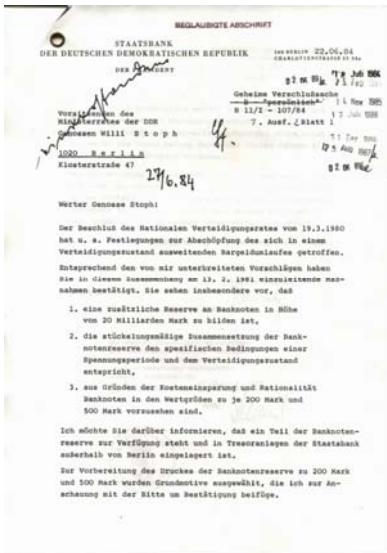 BEGLAUBIGTE ABSCHRIFT
STAATSBANK
DER DEUTSCHEN DEMOKRATISCHEN REPUBLIK
DER PRÄSIDENT
108 BERLIN 22.06.84
Geheime Verschlußsache
B 11/I - 107/84
7. Ausf. Blatt 1
14 Nov 1985
Vorsitzenden des
Ministerrates der DDR
Genossen Willi Stoph
1020 Berlin
Klosterstraße 47
27/6.84
Werter Genosse Stoph!
Der Beschluß des Nationalen Verteidigungsrates vom 19.3.1980
hat u. a. Festlegungen zur Abschöpfung des sich in einem
Verteidigungszustand ausweitenden Bargeldumlaufes getroffen.
Entsprechend den von mir unterbreiteten Vorschlägen haben
Sie in diesem Zusammenhang am 13. 2. 1981 einzuleitende Maß-
nahmen bestätigt. Sie sahen insbesondere vor, daß
1. eine zusätzliche Reserve an Banknoten in Höhe
von 20 Milliarden Mark zu bilden ist,
2. die stückelungsmäßige Zusammensetzung der Bank-
notenreserve den spezifischen Bedingungen einer
Spannungsperiode und dem Verteidigungszustand
entspricht,
3. aus Gründen der Kosteneinsparung und Rationalität
Banknoten in den Wertgrößen zu je 200 Mark und
500 Mark vorzusehen sind.
Ich möchte Sie darüber informieren, daß ein Teil der Banknoten-
reserve zur Verfügung steht und in Tresoranlagen der Staatsbank
außerhalb von Berlin eingelagert ist.
Zur Vorbereitung des Druckes der Banknotenreserve zu 200 Mark
und 500 Mark wurden Grundmotive ausgewählt, die ich zur An-
schauung mit der Bitte um Bestätigung beifüge.